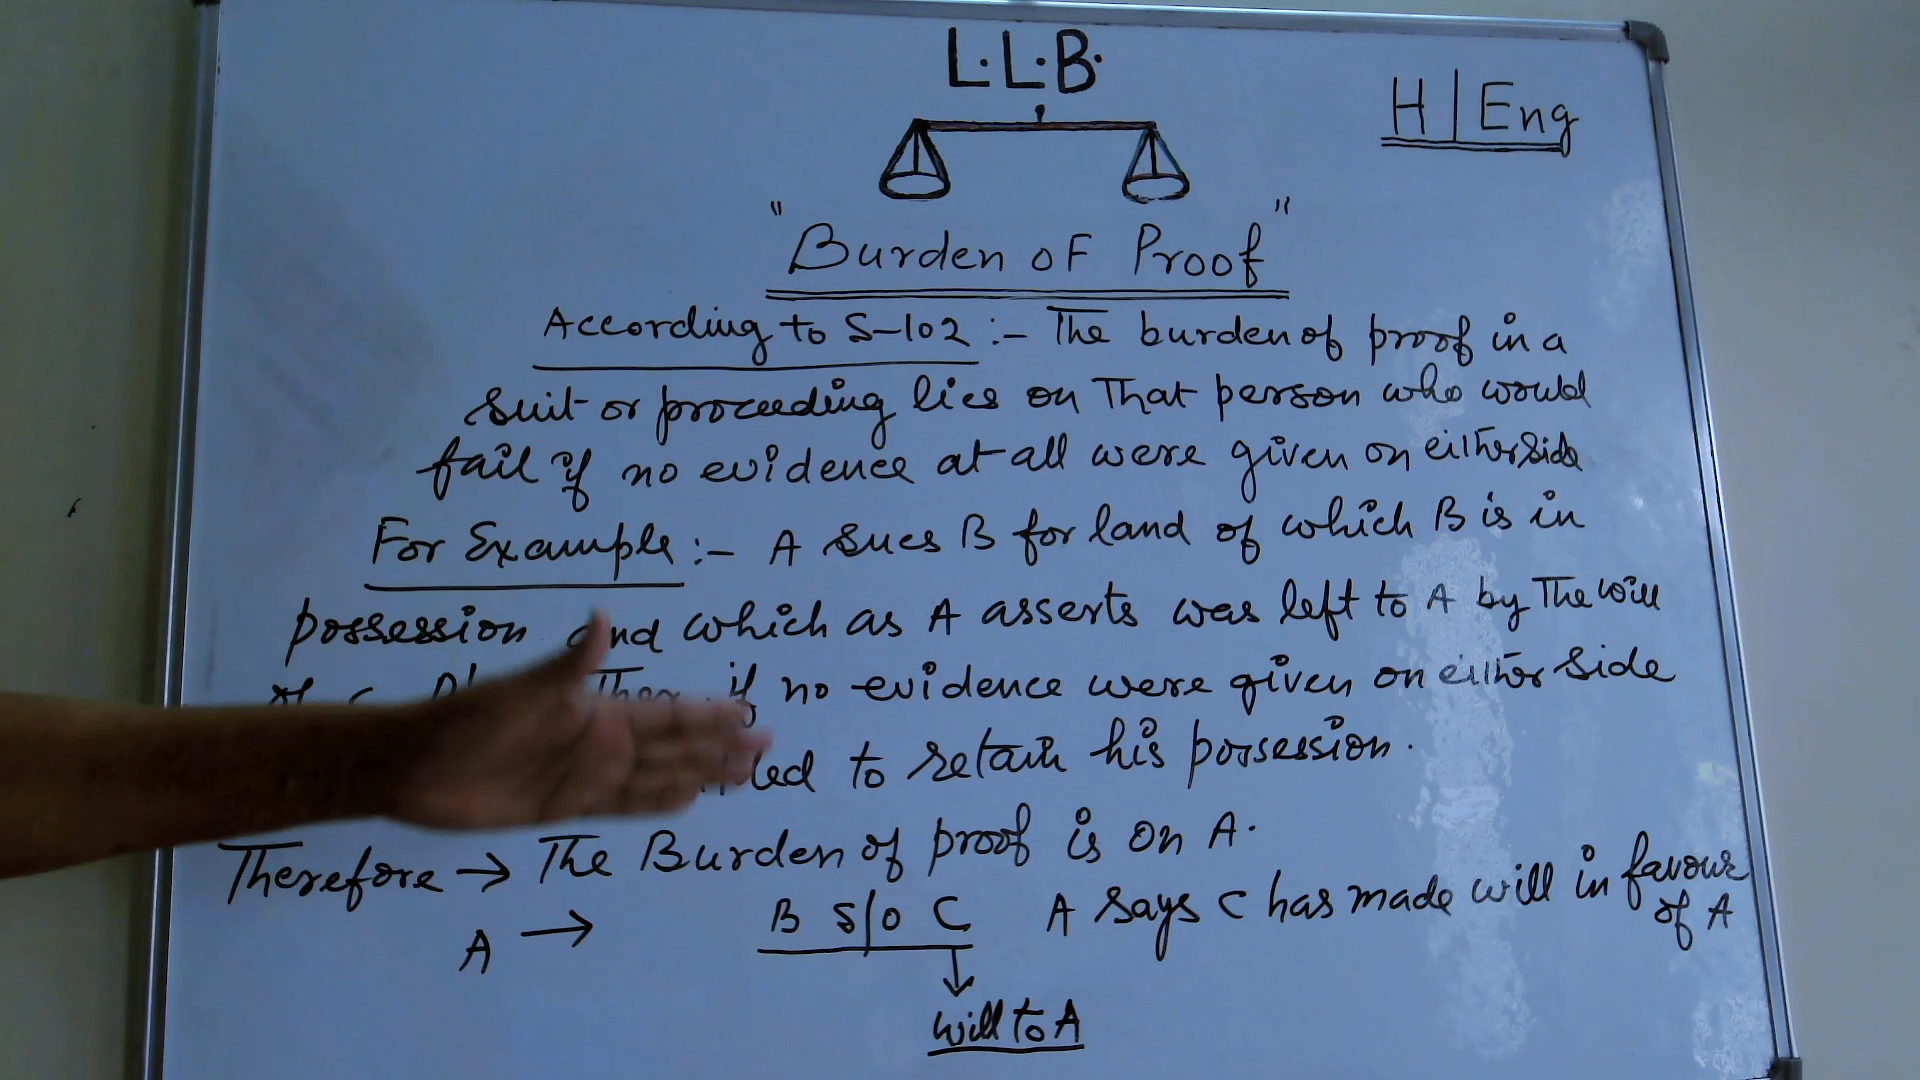 L.L.B.
H | Eng
"Burden of Proof"
According to S-102 :- The burden of proof in a
suit or proceeding lies on that person who would
fail if no evidence at all were given on either side
For Example :- A sues B for land of which B is in
possession and which as A asserts was left to A by the will
of C if no evidence were given on either side
to retain his possession.
Therefore → The Burden of proof is on A.
A → B S/o C A says C has made will in favour of A
↓
will to A